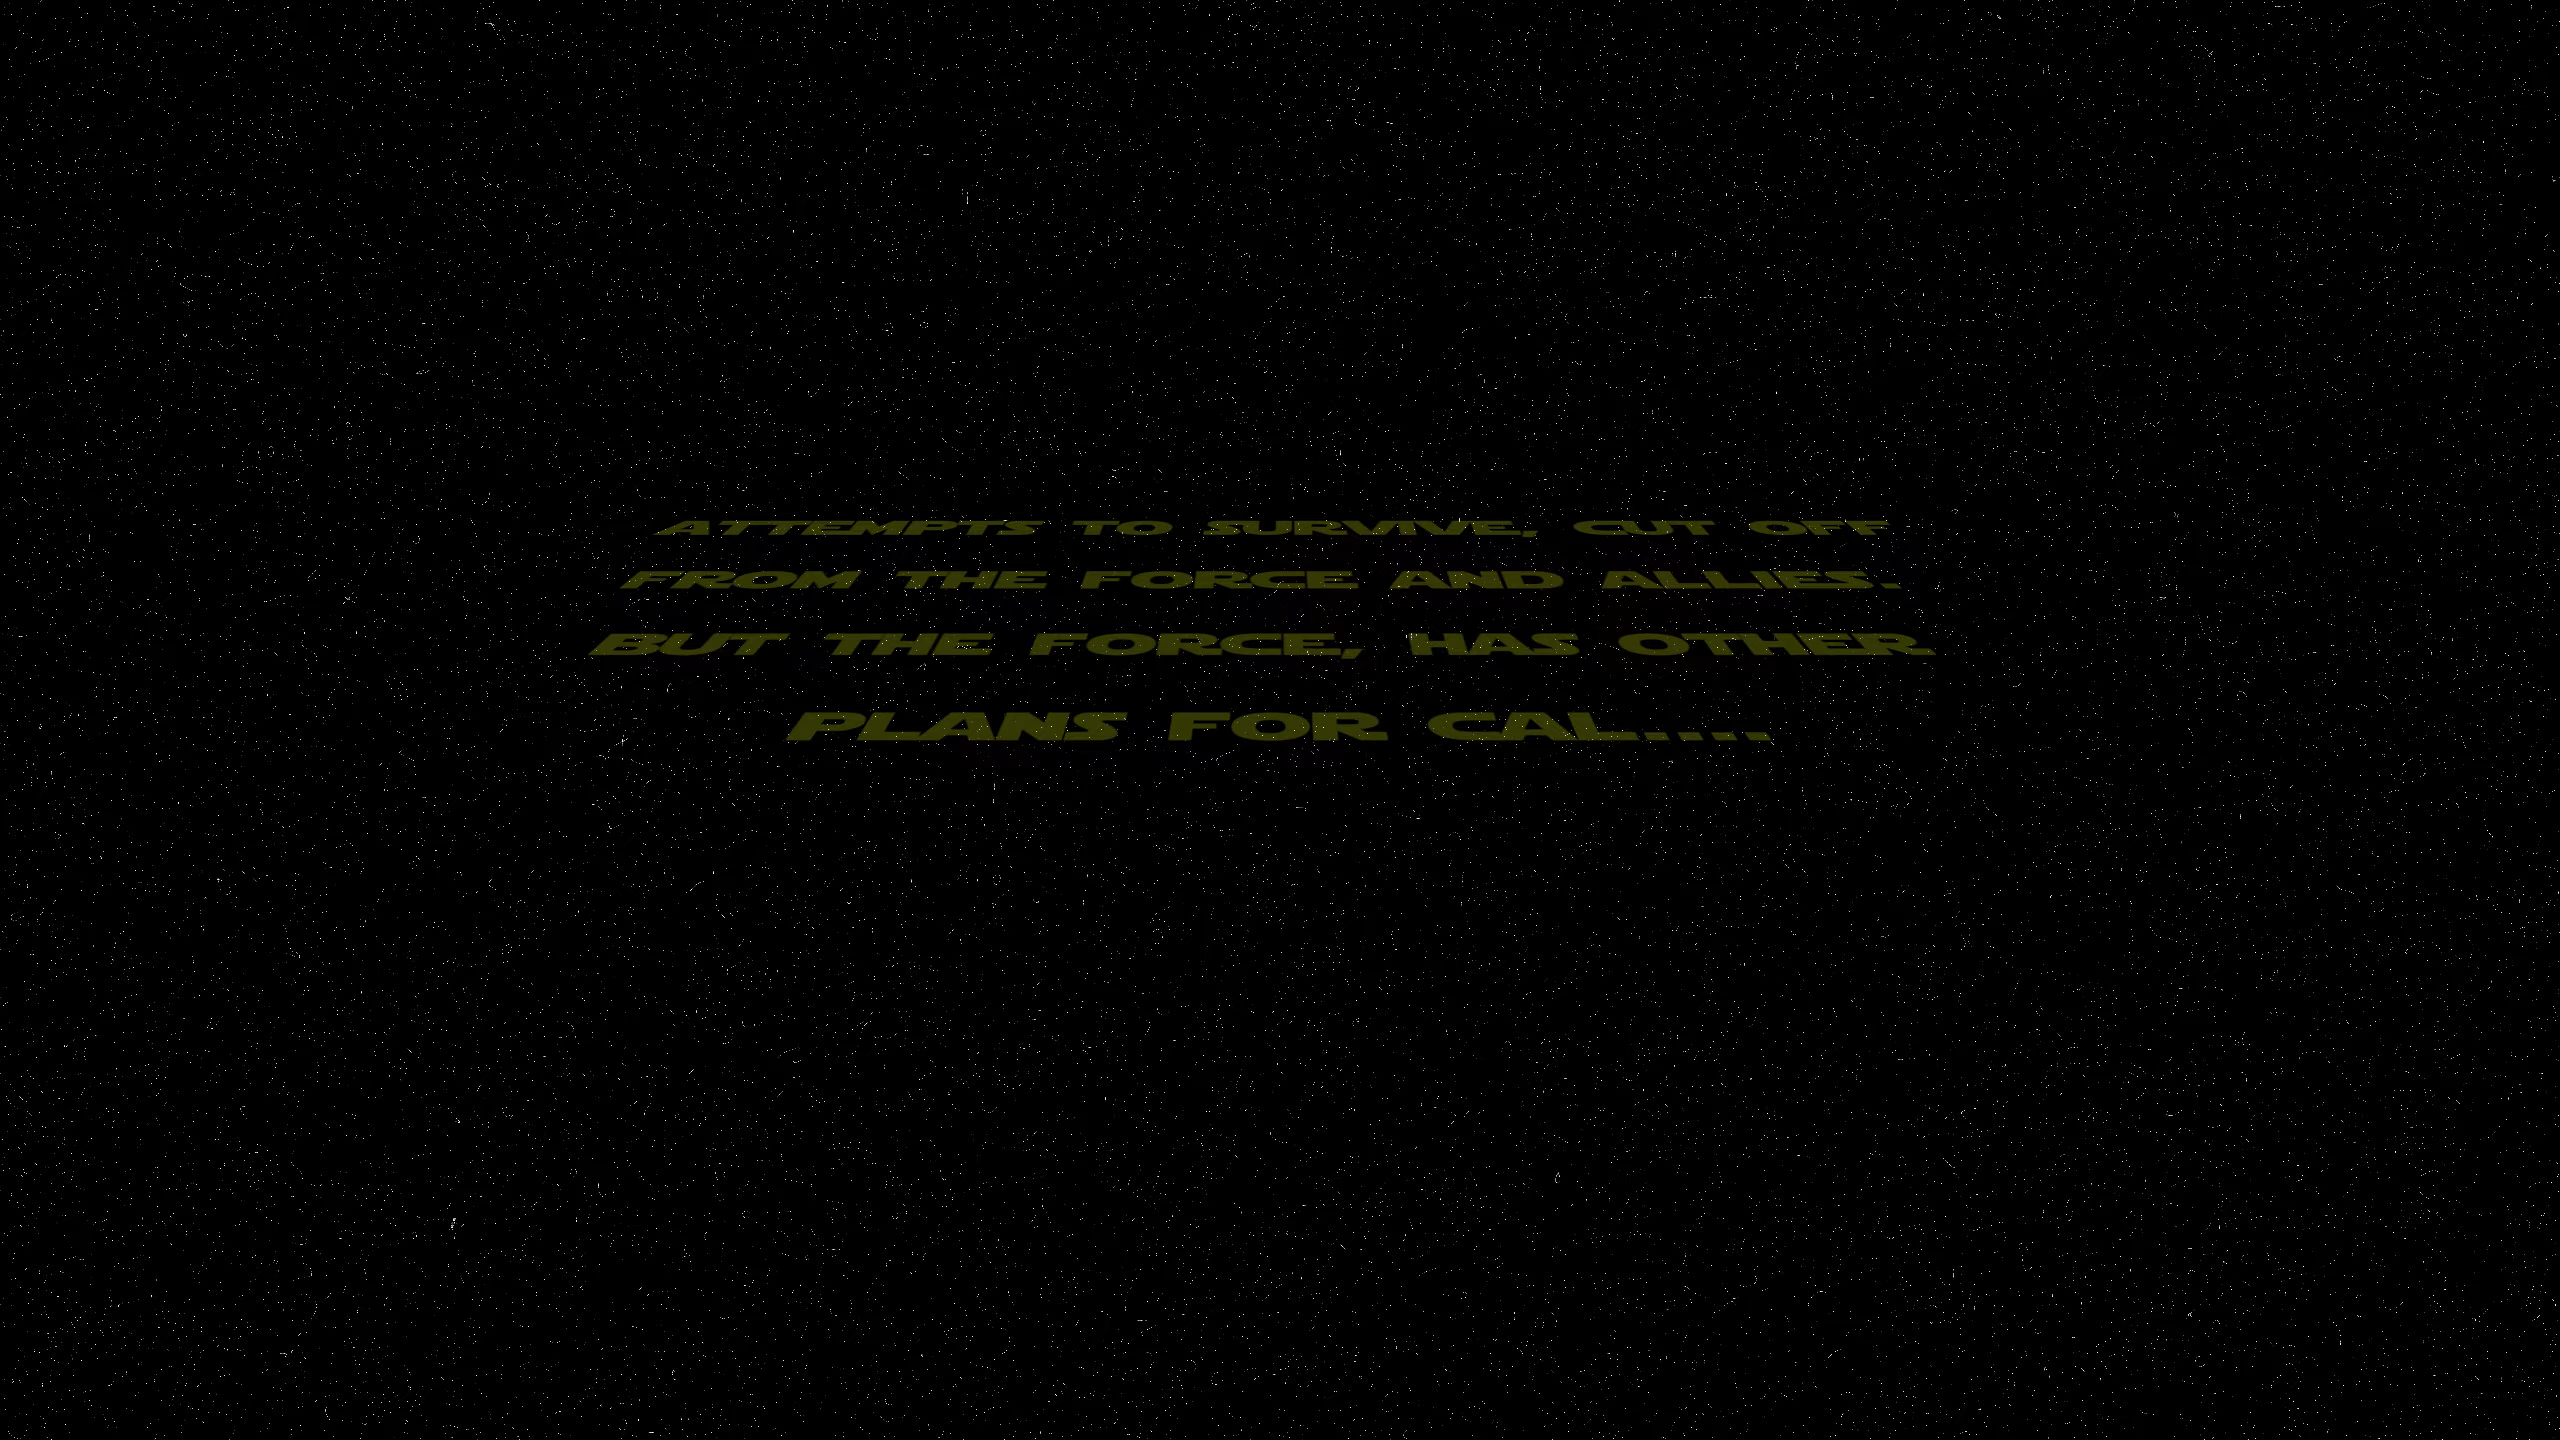 ATTEMPTS TO SURVIVE, CUT OFF
FROM THE FORCE AND ALLIES.
BUT THE FORCE, HAS OTHER
PLANS FOR CAL....